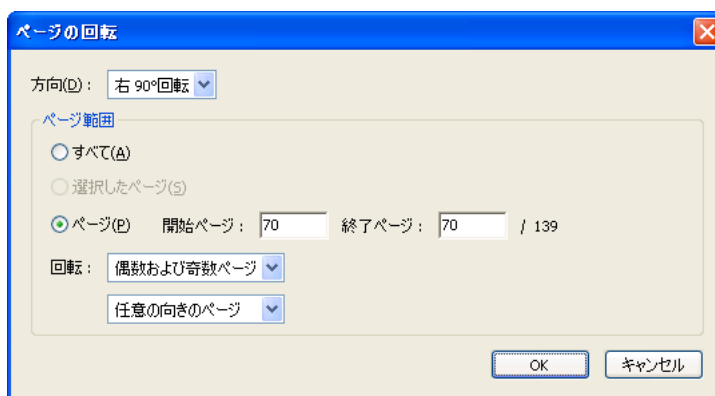 ページの回転
方向(D): 右 90°回転
ページ範囲
すべて(A)
選択したページ(S)
ページ(P) 開始ページ: 70 終了ページ: 70 / 139
回転: 偶数および奇数ページ
任意の向きのページ
OK キャンセル